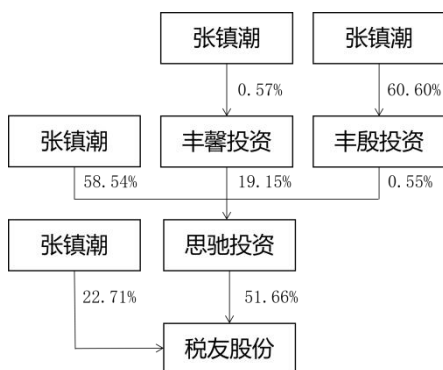 张镇潮
张镇潮
0.57%
60.60%
张镇潮
丰馨投资
丰殷投资
58.54%
19.15%
0.55%
张镇潮
思驰投资
22.71%
51.66%
税友股份